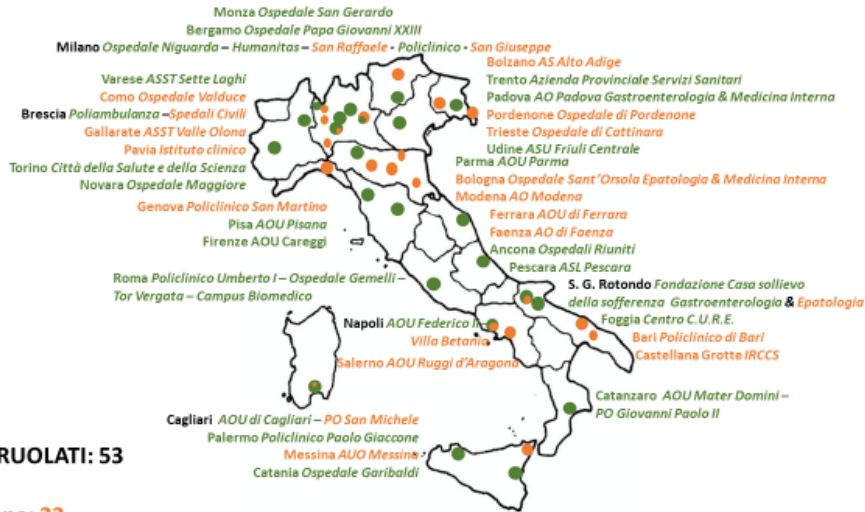 Monza Ospedale San Gerardo
Bergamo Ospedale Papa Giovanni XXIII
Milano Ospedale Niguarda – Humanitas – San Raffaele - Policlinico - San Giuseppe
Varese ASST Sette Laghi
Como Ospedale Valduce
Brescia Poliambulanza –Spedali Civili
Gallarate ASST Valle Olona
Pavia Istituto clinico
Torino Città della Salute e della Scienza
Novara Ospedale Maggiore
Genova Policlinico San Martino
Pisa AOU Pisana
Firenze AOU Careggi
Roma Policlinico Umberto I – Ospedale Gemelli –
Tor Vergata – Campus Biomedico
Napoli AOU Federico II
Villa Betania
Salerno AOU Ruggi d’Aragona
Cagliari AOU di Cagliari – PO San Michele
Palermo Policlinico Paolo Giaccone
Messina AUO Messina
Catania Ospedale Garibaldi
Bolzano AS Alto Adige
Trento Azienda Provinciale Servizi Sanitari
Padova AO Padova Gastroenterologia & Medicina Interna
Pordenone Ospedale di Pordenone
Trieste Ospedale di Cattinara
Udine ASU Friuli Centrale
Parma AOU Parma
Bologna Ospedale Sant’Orsola Epatologia & Medicina Interna
Modena AO Modena
Ferrara AOU di Ferrara
Faenza AO di Faenza
Ancona Ospedali Riuniti
Pescara ASL Pescara
S. G. Rotondo Fondazione Casa sollievo
della sofferenza Gastroenterologia & Epatologia
Foggia Centro C.U.R.E.
Bari Policlinico di Bari
Castellana Grotte IRCCS
Catanzaro AOU Mater Domini –
PO Giovanni Paolo II
RUOLATI: 53